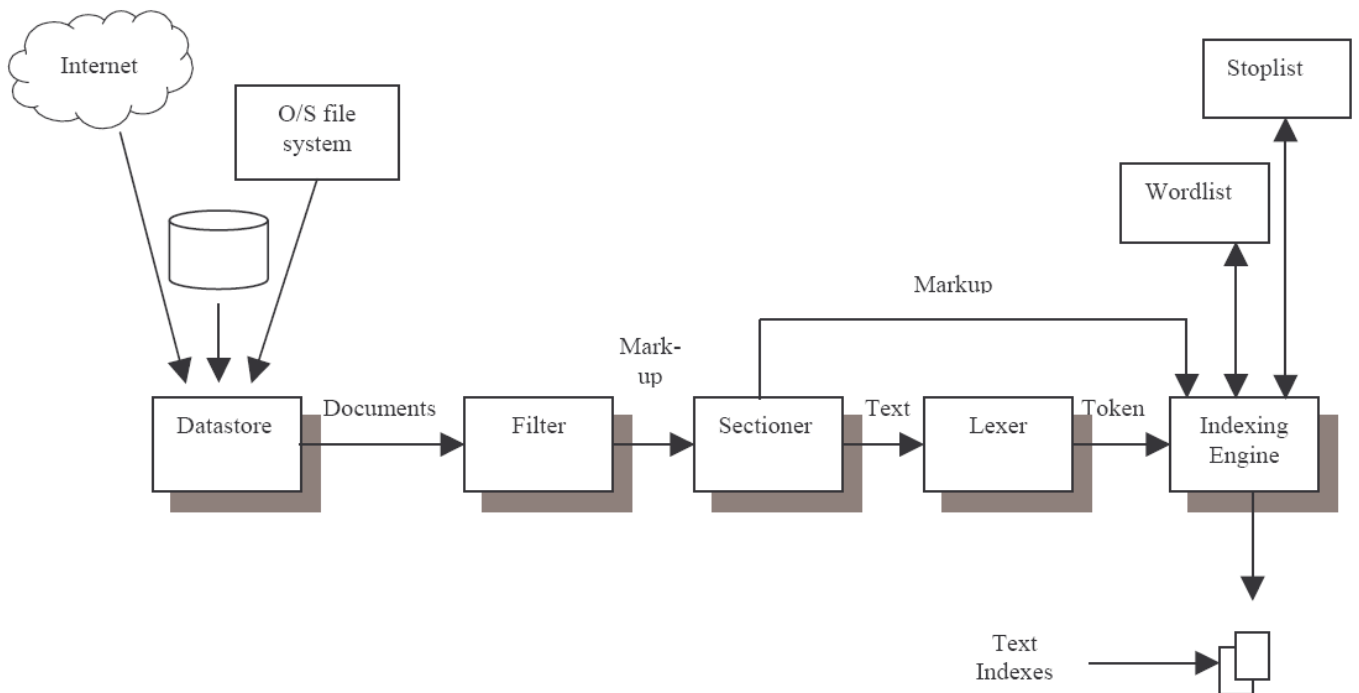 Internet
O/S file
system
Stoplist
Wordlist
Markup
Mark-
up
Datastore
Documents
Filter
Sectioner
Text
Lexer
Token
Indexing
Engine
Text
Indexes